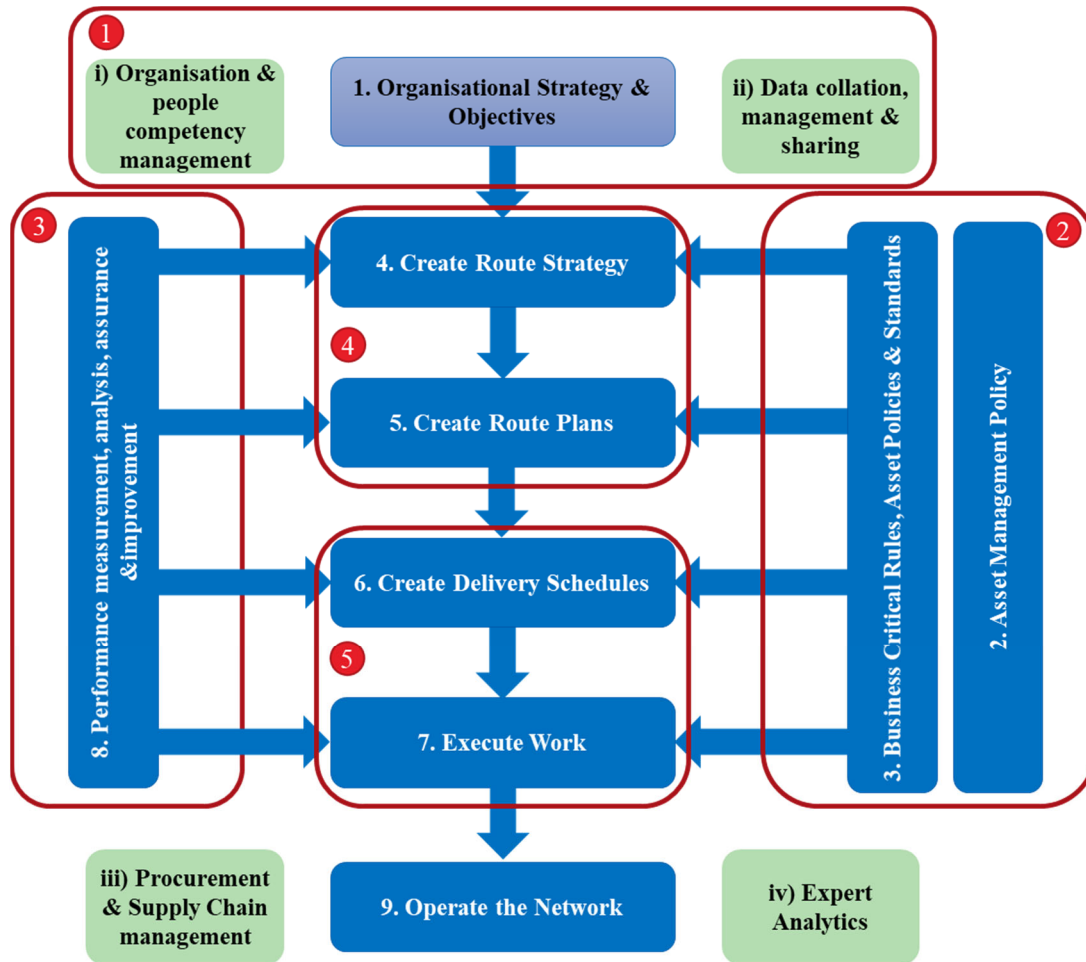 1
i) Organisation &
people
competency
management
1. Organisational Strategy &
Objectives
ii) Data collation,
management &
sharing
3
8. Performance measurement, analysis, assurance
&improvement
4. Create Route Strategy
4
5. Create Route Plans
6. Create Delivery Schedules
5
7. Execute Work
2
3. Business Critical Rules, Asset Policies & Standards
2. Asset Management Policy
iii) Procurement
& Supply Chain
management
9. Operate the Network
iv) Expert
Analytics